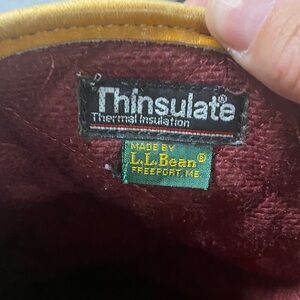 Thinsulate®
Thermal Insulation
MADE BY
L.L.Bean®
FREEPORT, ME.